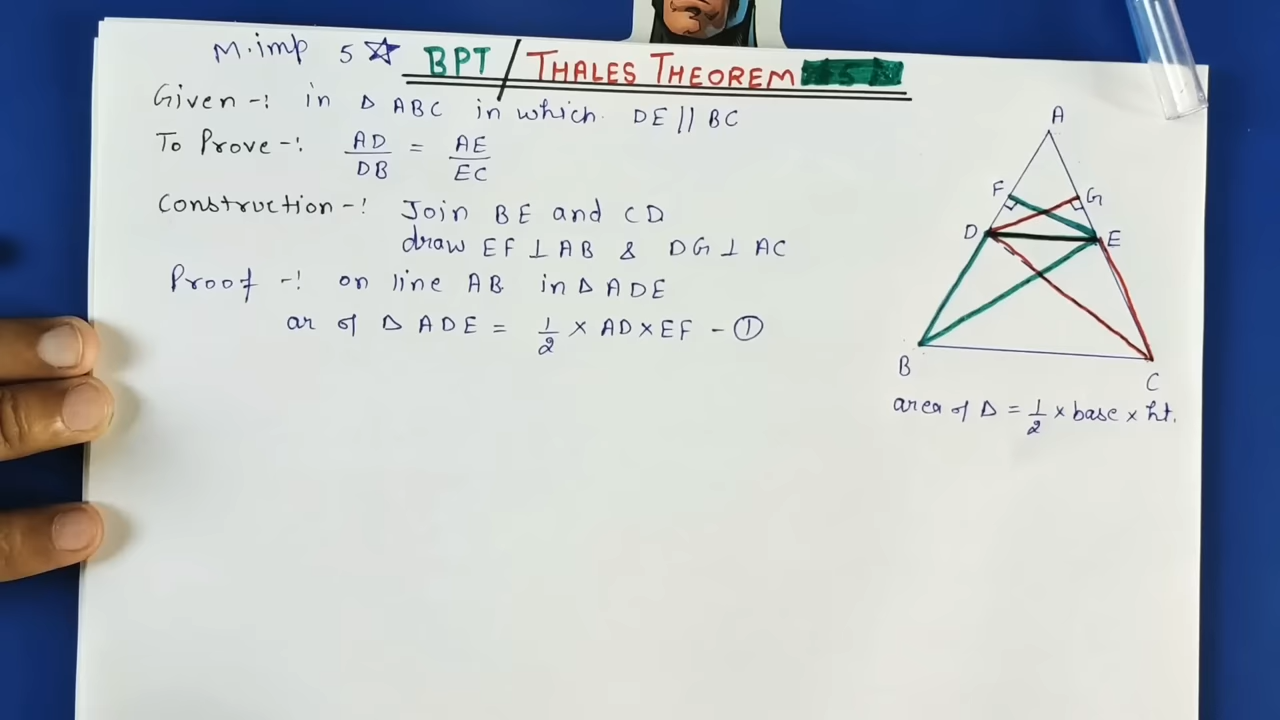 M. imp 5 ☆ BPT / THALES THEOREM
Given -: in Δ ABC in which DE || BC
To Prove -: AD/DB = AE/EC
Construction -: Join BE and CD
draw EF ⊥ AB & DG ⊥ AC
Proof -: on line AB in Δ ADE
ar of Δ ADE = 1/2 × AD × EF - ①
A
F G
D E
B C
area of Δ = 1/2 × base × ht.